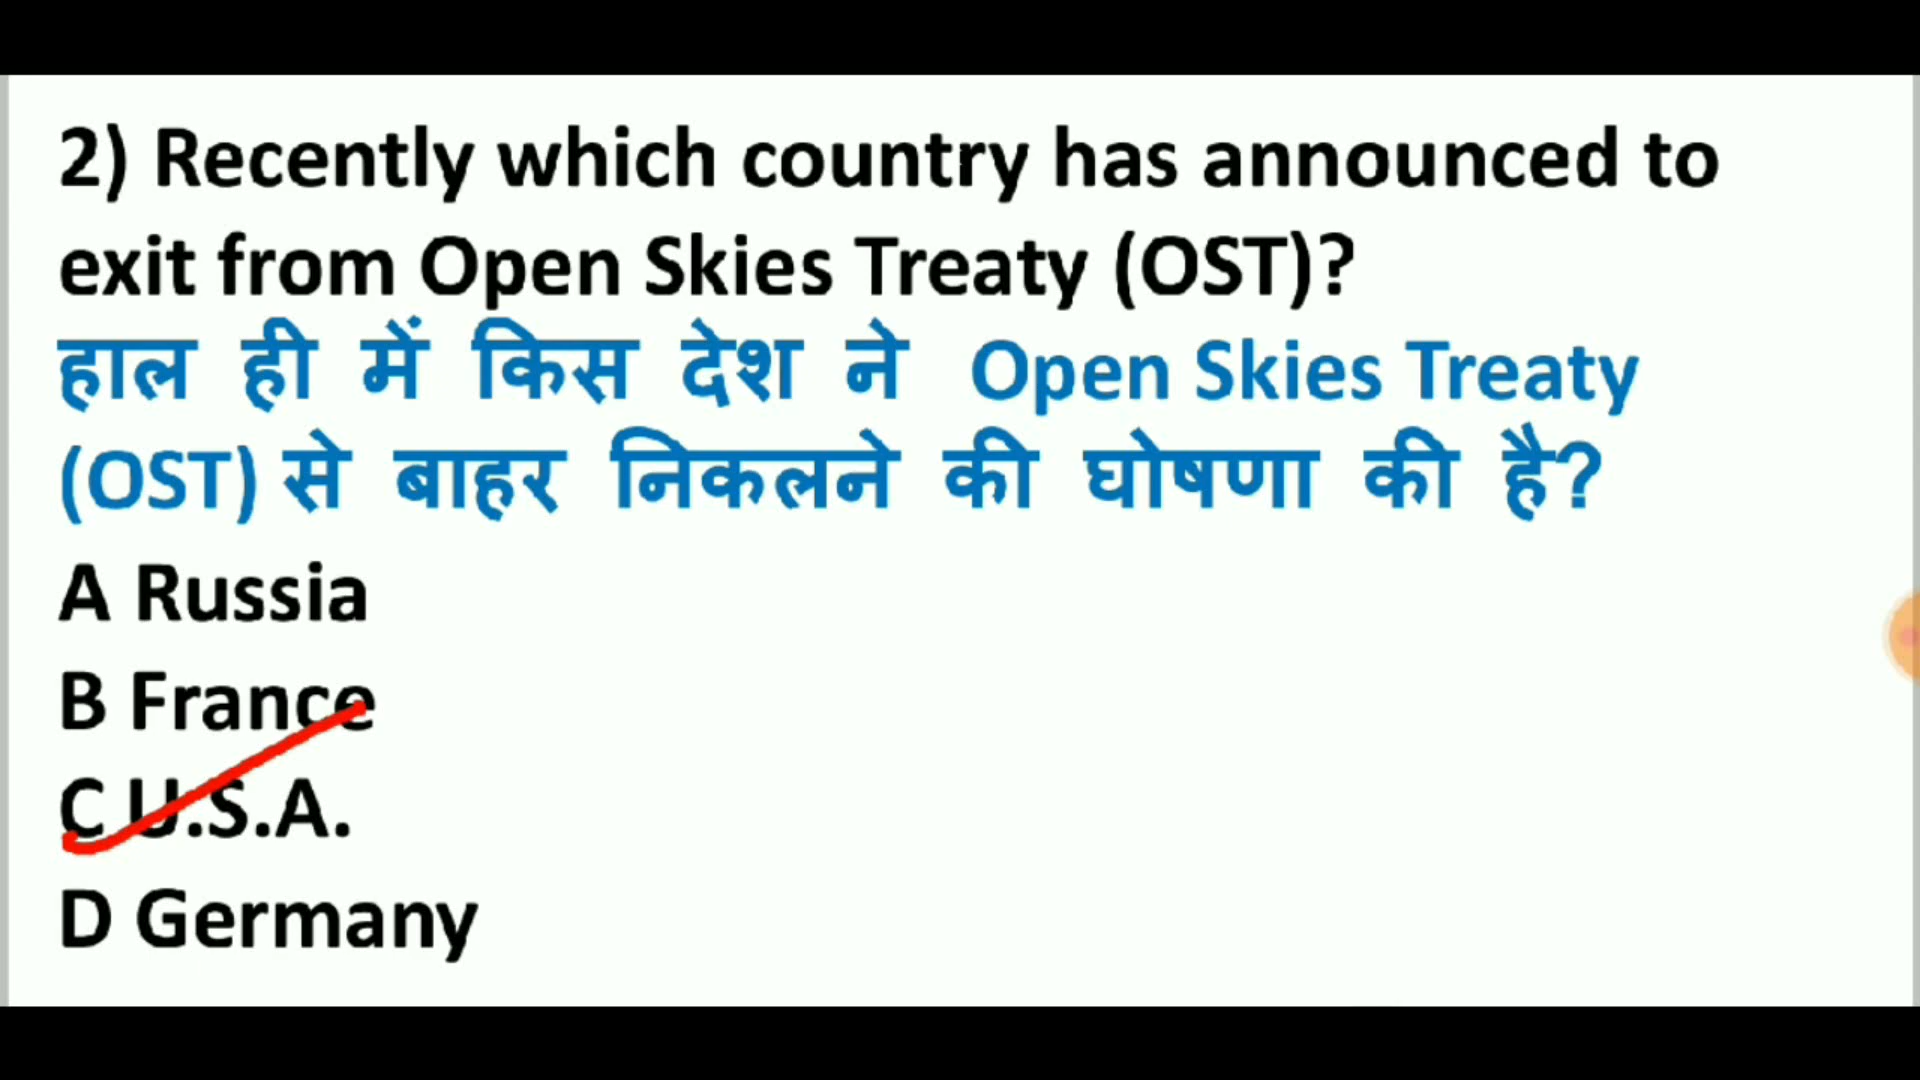 2) Recently which country has announced to
exit from Open Skies Treaty (OST)?
हाल ही में किस देश ने Open Skies Treaty
(OST) से बाहर निकलने की घोषणा की है?
A Russia
B France
C U.S.A.
D Germany